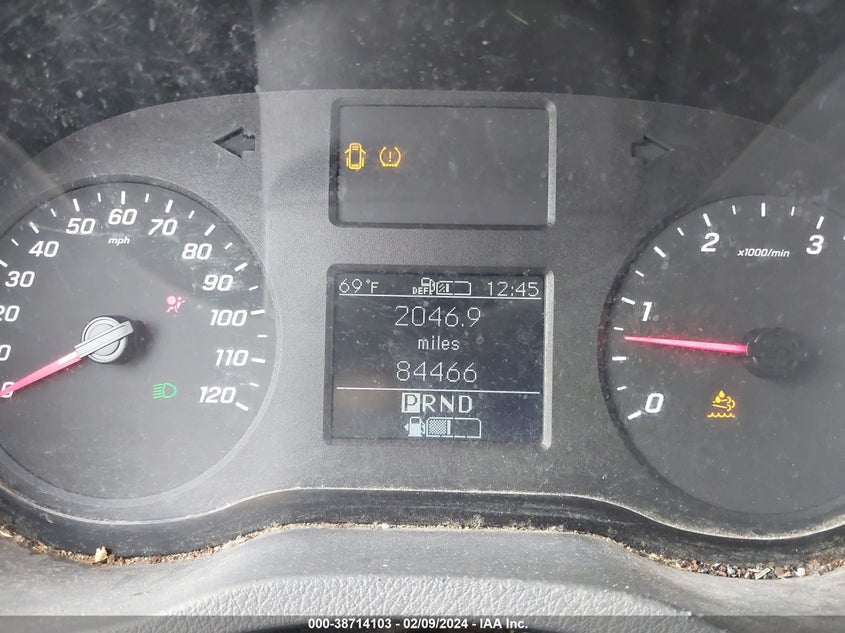 30 40 50 60 70 80 90 100 110 120
mph
69°F DEF 12:45
2046.9
miles
84466
PRND
0 1 2 3
x1000/min
000-38714103 - 02/09/2024 - IAA Inc.